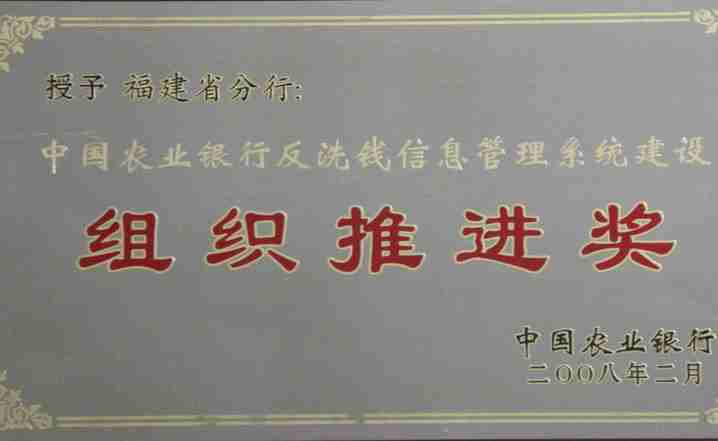 授予 福建省分行:
中国农业银行反洗钱信息管理系统建设
组织推进奖
中国农业银行
二〇〇八年二月